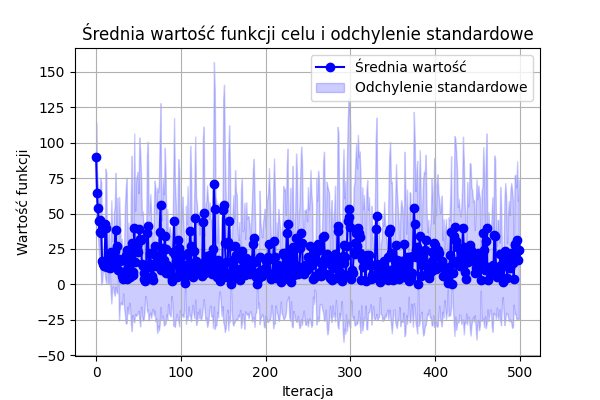 Średnia wartość funkcji celu i odchylenie standardowe
Średnia wartość
Odchylenie standardowe
Wartość funkcji
150
125
100
75
50
25
0
−25
−50
0 100 200 300 400 500
Iteracja